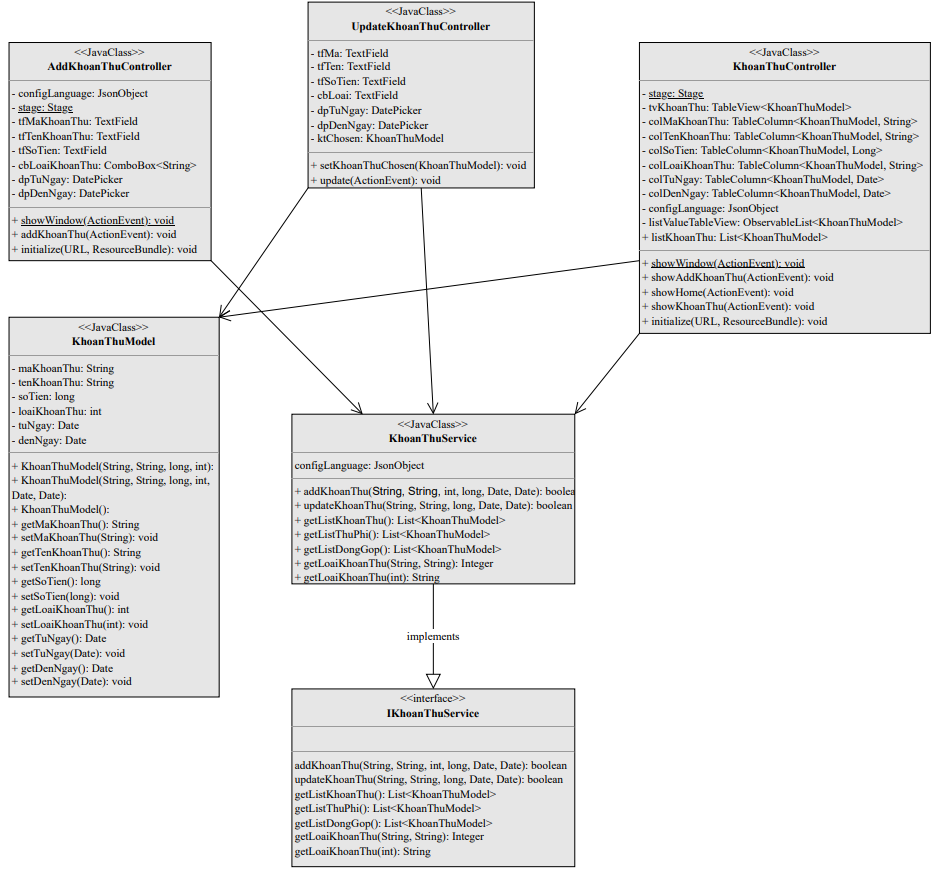 <<JavaClass>>
AddKhoanThuController
- configLanguage: JsonObject
- stage: Stage
- tfMaKhoanThu: TextField
- tfTenKhoanThu: TextField
- tfSoTien: TextField
- cbLoaiKhoanThu: ComboBox<String>
- dpTuNgay: DatePicker
- dpDenNgay: DatePicker
+ showWindow(ActionEvent): void
+ addKhoanThu(ActionEvent): void
+ initialize(URL, ResourceBundle): void
<<JavaClass>>
UpdateKhoanThuController
- tfMa: TextField
- tfTen: TextField
- tfSoTien: TextField
- cbLoai: TextField
- dpTuNgay: DatePicker
- dpDenNgay: DatePicker
- ktChosen: KhoanThuModel
+ setKhoanThuChosen(KhoanThuModel): void
+ update(ActionEvent): void
<<JavaClass>>
KhoanThuController
- stage: Stage
- tvKhoanThu: TableView<KhoanThuModel>
- colMaKhoanThu: TableColumn<KhoanThuModel, String>
- colTenKhoanThu: TableColumn<KhoanThuModel, String>
- colSoTien: TableColumn<KhoanThuModel, Long>
- colLoaiKhoanThu: TableColumn<KhoanThuModel, String>
- colTuNgay: TableColumn<KhoanThuModel, Date>
- colDenNgay: TableColumn<KhoanThuModel, Date>
- configLanguage: JsonObject
- listValueTableView: ObservableList<KhoanThuModel>
+ listKhoanThu: List<KhoanThuModel>
+ showWindow(ActionEvent): void
+ showAddKhoanThu(ActionEvent): void
+ showHome(ActionEvent): void
+ showKhoanThu(ActionEvent): void
+ initialize(URL, ResourceBundle): void
<<JavaClass>>
KhoanThuModel
- maKhoanThu: String
- tenKhoanThu: String
- soTien: long
- loaiKhoanThu: int
- tuNgay: Date
- denNgay: Date
+ KhoanThuModel(String, String, long, int):
+ KhoanThuModel(String, String, long, int,
Date, Date):
+ KhoanThuModel():
+ getMaKhoanThu(): String
+ setMaKhoanThu(String): void
+ getTenKhoanThu(): String
+ setTenKhoanThu(String): void
+ getSoTien(): long
+ setSoTien(long): void
+ getLoaiKhoanThu(): int
+ setLoaiKhoanThu(int): void
+ getTuNgay(): Date
+ setTuNgay(Date): void
+ getDenNgay(): Date
+ setDenNgay(Date): void
<<JavaClass>>
KhoanThuService
configLanguage: JsonObject
+ addKhoanThu(String, String, int, long, Date, Date): boolea
+ updateKhoanThu(String, String, long, Date, Date): boolean
+ getListKhoanThu(): List<KhoanThuModel>
+ getListThuPhi(): List<KhoanThuModel>
+ getListDongGop(): List<KhoanThuModel>
+ getLoaiKhoanThu(String, String): Integer
+ getLoaiKhoanThu(int): String
implements
<<interface>>
IKhoanThuService
addKhoanThu(String, String, int, long, Date, Date): boolean
updateKhoanThu(String, String, long, Date, Date): boolean
getListKhoanThu(): List<KhoanThuModel>
getListThuPhi(): List<KhoanThuModel>
getListDongGop(): List<KhoanThuModel>
getLoaiKhoanThu(String, String): Integer
getLoaiKhoanThu(int): String